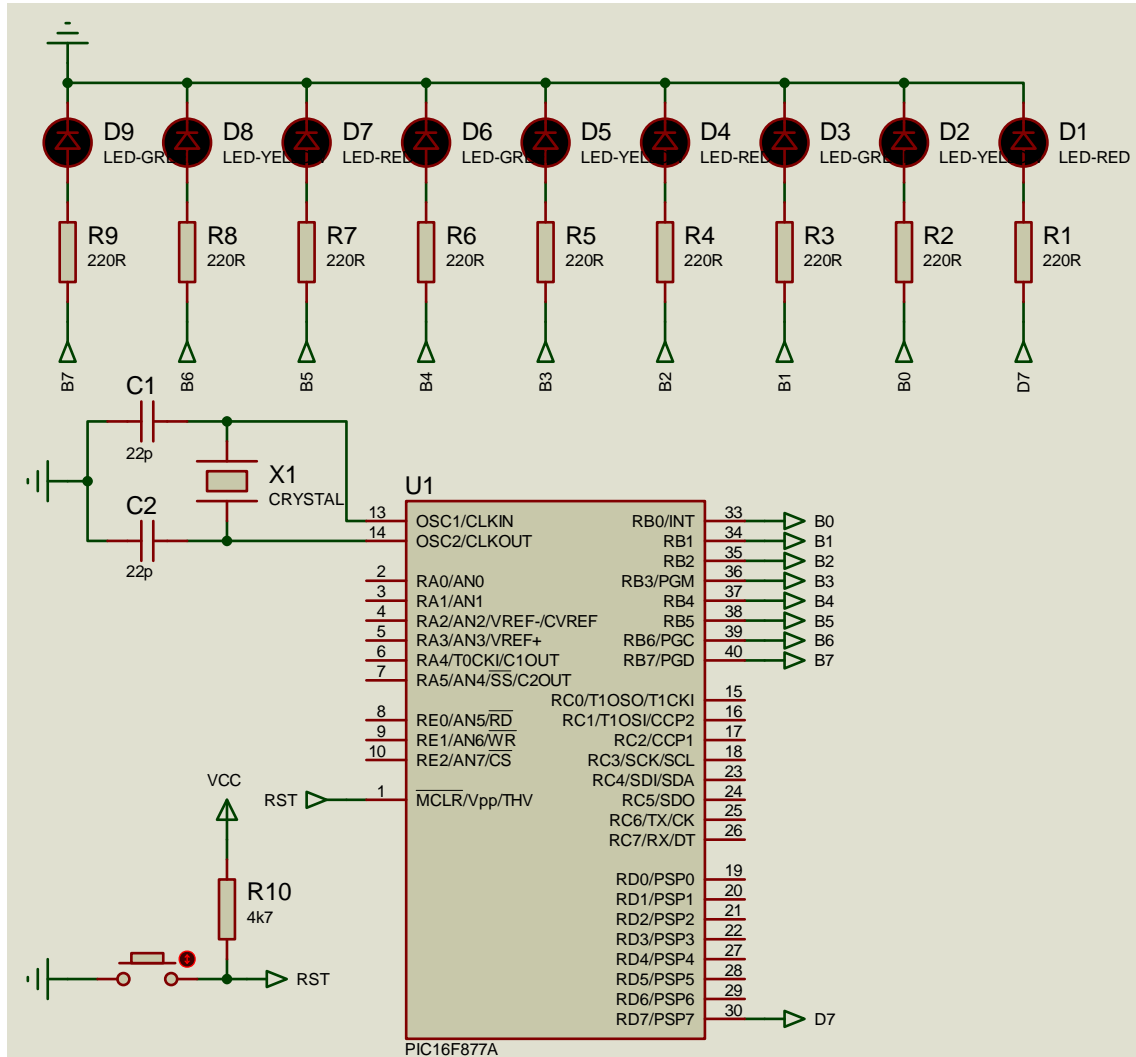 D9 D8 D7 D6 D5 D4 D3 D2 D1
LED-GRE LED-YEL LED-RED LED-GRE LED-YEL LED-RED LED-GRE LED-YEL LED-RED
R9 R8 R7 R6 R5 R4 R3 R2 R1
220R 220R 220R 220R 220R 220R 220R 220R 220R
B7 B6 B5 B4 B3 B2 B1 B0 D7
C1
22p
X1
CRYSTAL
C2
22p
U1
13 OSC1/CLKIN RB0/INT 33 B0
14 OSC2/CLKOUT RB1 34 B1
RB2 35 B2
2 RA0/AN0 RB3/PGM 36 B3
3 RA1/AN1 RB4 37 B4
4 RA2/AN2/VREF-/CVREF RB5 38 B5
5 RA3/AN3/VREF+ RB6/PGC 39 B6
6 RA4/T0CKI/C1OUT RB7/PGD 40 B7
7 RA5/AN4/SS/C2OUT
RC0/T1OSO/T1CKI 15
8 RE0/AN5/RD RC1/T1OSI/CCP2 16
9 RE1/AN6/WR RC2/CCP1 17
10 RE2/AN7/CS RC3/SCK/SCL 18
RC4/SDI/SDA 23
RST 1 MCLR/Vpp/THV RC5/SDO 24
RC6/TX/CK 25
RC7/RX/DT 26
RD0/PSP0 19
RD1/PSP1 20
RD2/PSP2 21
RD3/PSP3 22
RD4/PSP4 27
RD5/PSP5 28
RD6/PSP6 29
RD7/PSP7 30 D7
PIC16F877A
VCC
R10
4k7
RST